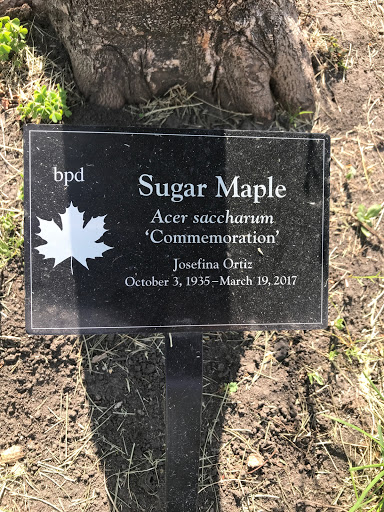 bpd
Sugar Maple
Acer saccharum
‘Commemoration’
Josefina Ortiz
October 3, 1935–March 19, 2017